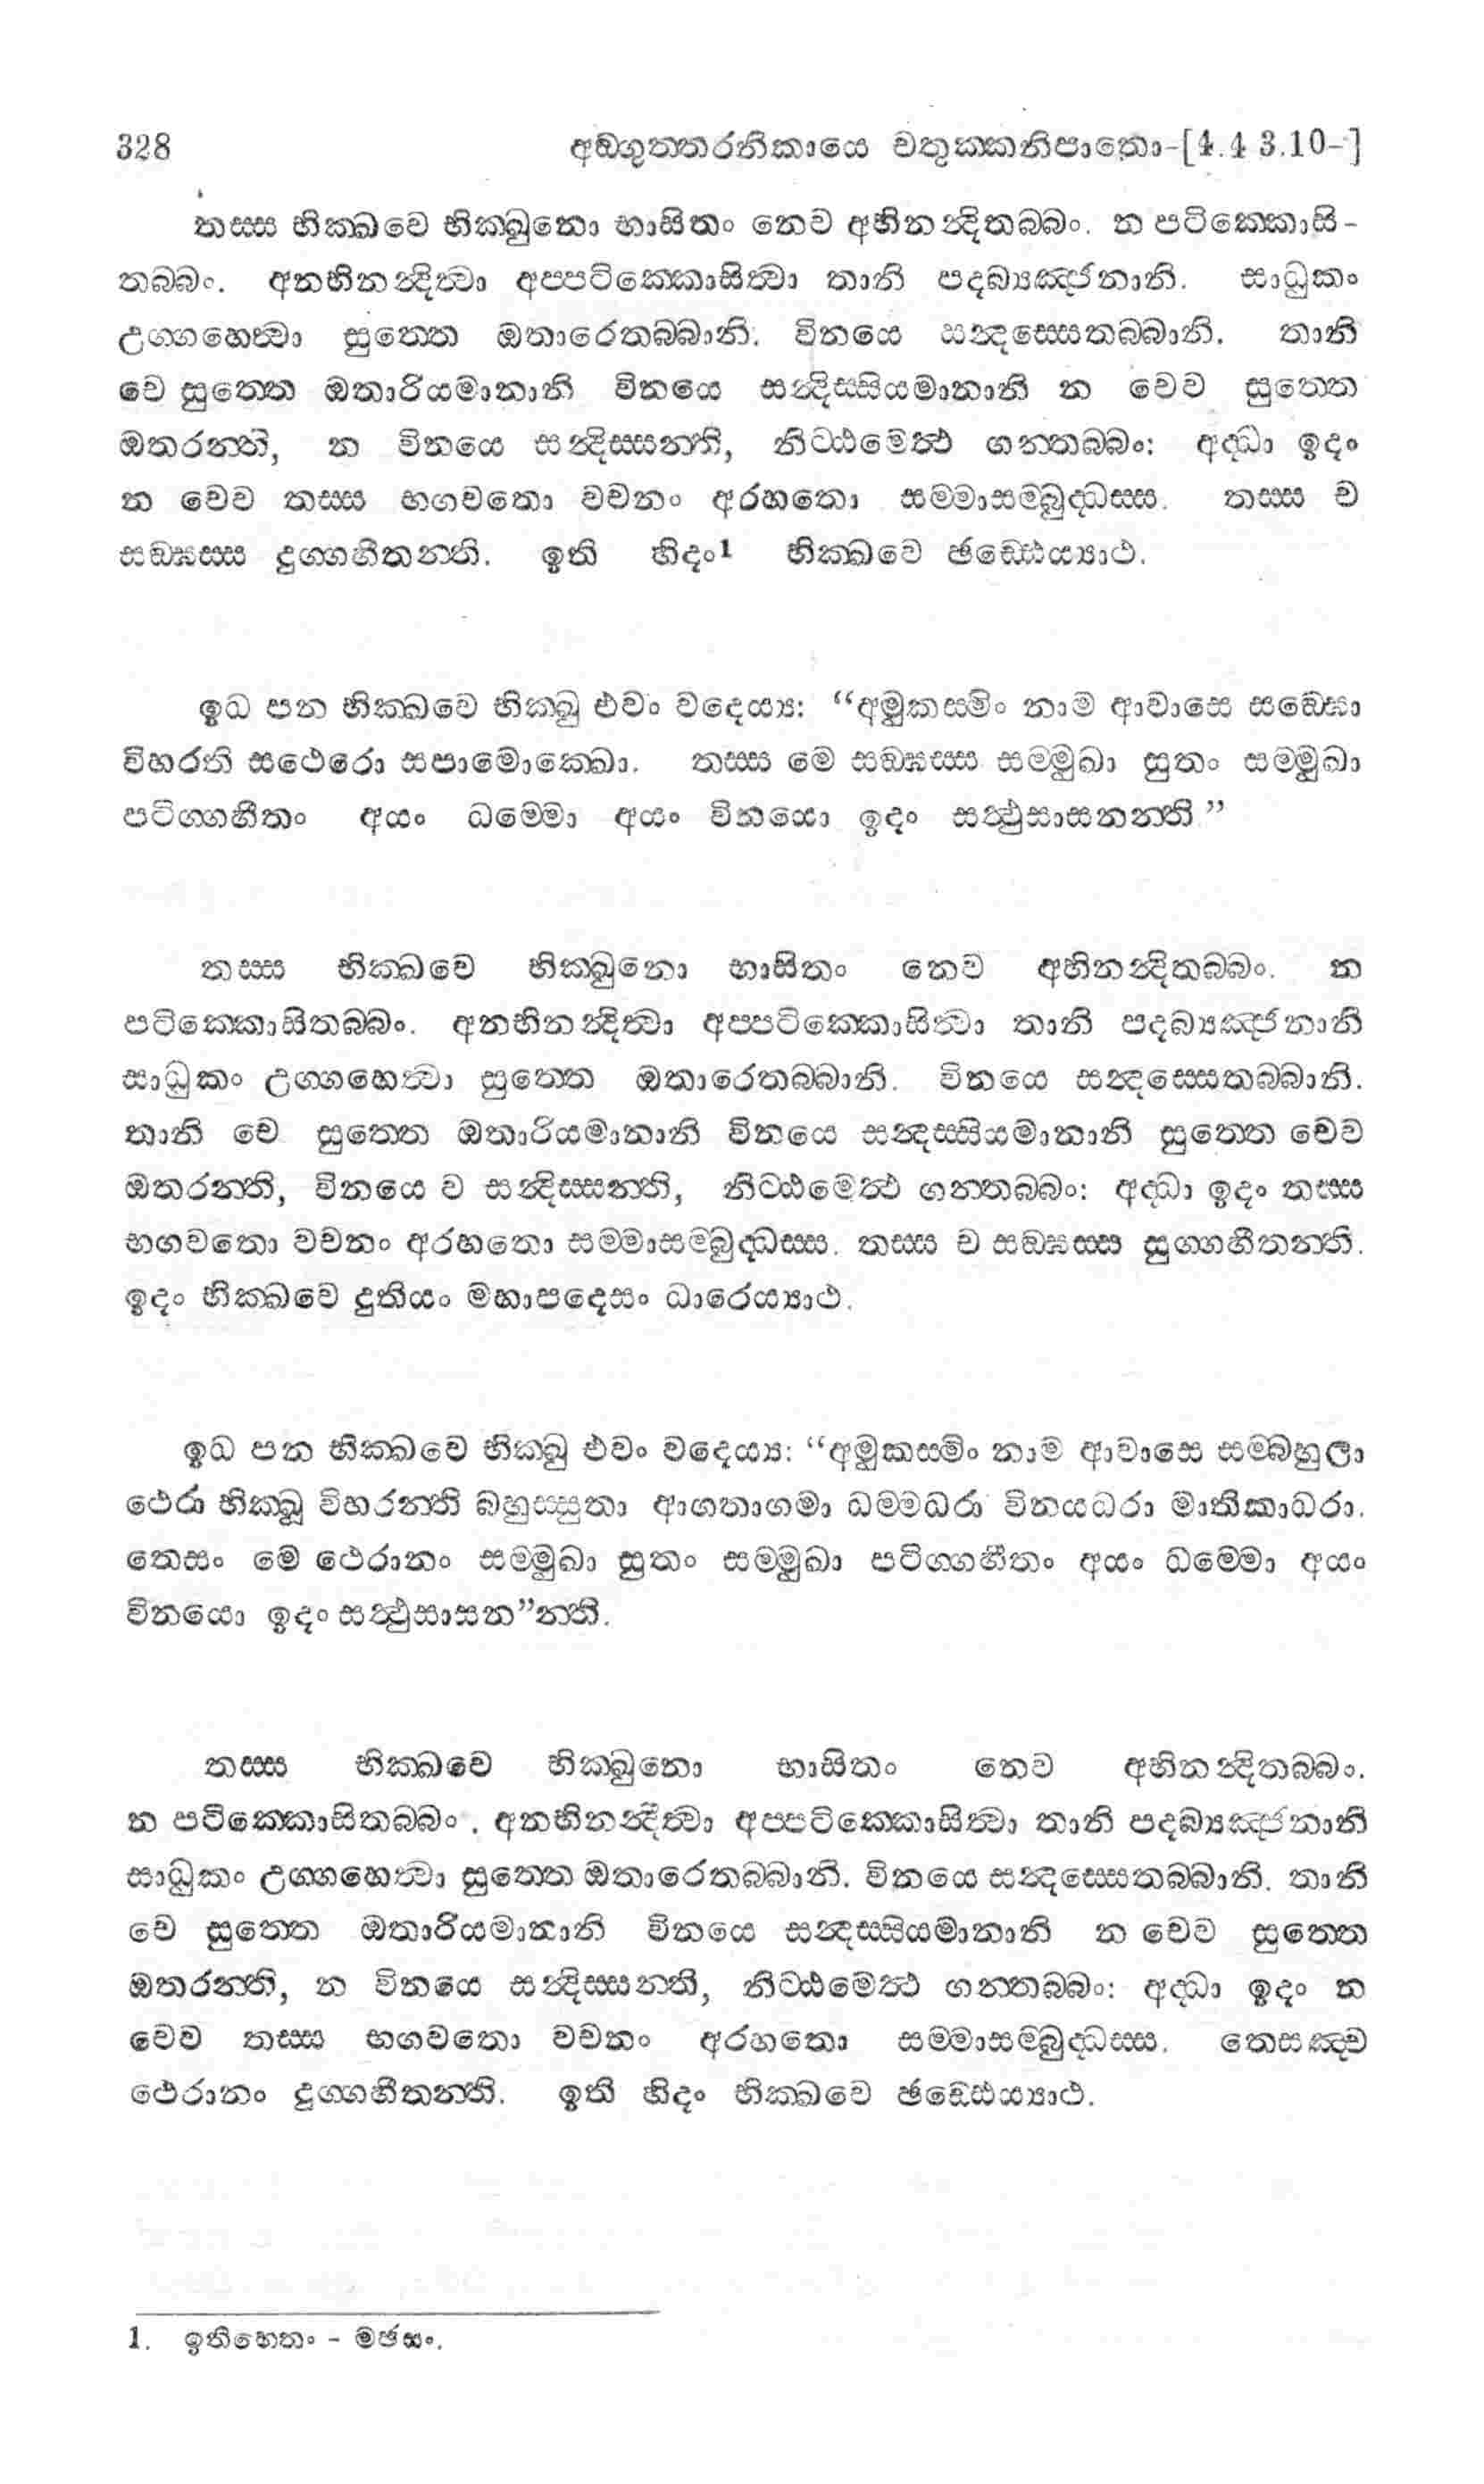 328 අඞ්ගුත්තරනිකායෙ චතුක්කනිපාතො-[4.4 3.10-]
තස්ස භික්ඛවෙ භික්ඛුනො භාසිතං නෙව අභිනන්දිතබ්බං. න පටික්කොසි-
තබ්බං. අනභිනන්දිත්වා අප්පටික්කොසිත්වා තානි පදබ්‍යඤ්ජනානි. සාධුකං
උග්ගහෙත්වා සුත්තෙ ඔතාරෙතබ්බානි. විනයෙ සන්දස්සෙතබ්බානි. තානි
චෙ සුත්තෙ ඔතාරියමානානි විනයෙ සන්දිස්සියමානානි න චෙව සුත්තෙ
ඔතරන්ති, න විනයෙ සන්දිස්සන්ති, නිට්ඨමෙත්ථ ගන්තබ්බං: අද්ධා ඉදං
න චෙව තස්ස භගවතො වචනං අරහතො සම්මාසම්බුද්ධස්ස. තස්ස ච
සඞ්ඝස්ස දුග්ගහීතන්ති. ඉති හිදං1 භික්ඛවෙ ඡඩ්ඩෙය්‍යාථ.
ඉධ පන භික්ඛවෙ භික්ඛු එවං වදෙය්‍ය: “අමුකස්මිං නාම ආවාසෙ සඞ්ඝො
විහරති සථෙරො සපාමොක්ඛො. තස්ස මෙ සඞ්ඝස්ස සම්මුඛා සුතං සම්මුඛා
පටිග්ගහීතං අයං ධම්මො අයං විනයො ඉදං සත්ථුසාසනන්ති.”
තස්ස භික්ඛවෙ භික්ඛුනො භාසිතං නෙව අභිනන්දිතබ්බං. න
පටික්කොසිතබ්බං. අනභිනන්දිත්වා අප්පටික්කොසිත්වා තානි පදබ්‍යඤ්ජනානි
සාධුකං උග්ගහෙත්වා සුත්තෙ ඔතාරෙතබ්බානි. විනයෙ සන්දස්සෙතබ්බානි.
තානි චෙ සුත්තෙ ඔතාරියමානානි විනයෙ සන්දස්සියමානානි සුත්තෙ චෙව
ඔතරන්ති, විනයෙ ච සන්දිස්සන්ති, නිට්ඨමෙත්ථ ගන්තබ්බං: අද්ධා ඉදං තස්ස
භගවතො වචනං අරහතො සම්මාසම්බුද්ධස්ස. තස්ස ච සඞ්ඝස්ස සුග්ගහීතන්ති.
ඉදං භික්ඛවෙ දුතියං මහාපදෙසං ධාරෙය්‍යාථ.
ඉධ පන භික්ඛවෙ භික්ඛු එවං වදෙය්‍ය: “අමුකස්මිං නාම ආවාසෙ සම්බහුලා
ථෙරා භික්ඛූ විහරන්ති බහුස්සුතා ආගතාගමා ධම්මධරා විනයධරා මාතිකාධරා.
තෙසං මෙ ථෙරානං සම්මුඛා සුතං සම්මුඛා පටිග්ගහීතං අයං ධම්මො අයං
විනයො ඉදං සත්ථුසාසන”න්ති.
තස්ස භික්ඛවෙ භික්ඛුනො භාසිතං නෙව අභිනන්දිතබ්බං.
න පටික්කොසිතබ්බං. අනභිනන්දිත්වා අප්පටික්කොසිත්වා තානි පදබ්‍යඤ්ජනානි
සාධුකං උග්ගහෙත්වා සුත්තෙ ඔතාරෙතබ්බානි. විනයෙ සන්දස්සෙතබ්බානි. තානි
චෙ සුත්තෙ ඔතාරියමානානි විනයෙ සන්දස්සියමානානි න චෙව සුත්තෙ
ඔතරන්ති, න විනයෙ සන්දිස්සන්ති, නිට්ඨමෙත්ථ ගන්තබ්බං: අද්ධා ඉදං න
චෙව තස්ස භගවතො වචනං අරහතො සම්මාසම්බුද්ධස්ස. තෙසඤ්ච
ථෙරානං දුග්ගහීතන්ති. ඉති හිදං භික්ඛවෙ ඡඩ්ඩෙය්‍යාථ.
1. ඉතිහෙතං - මඡසං.